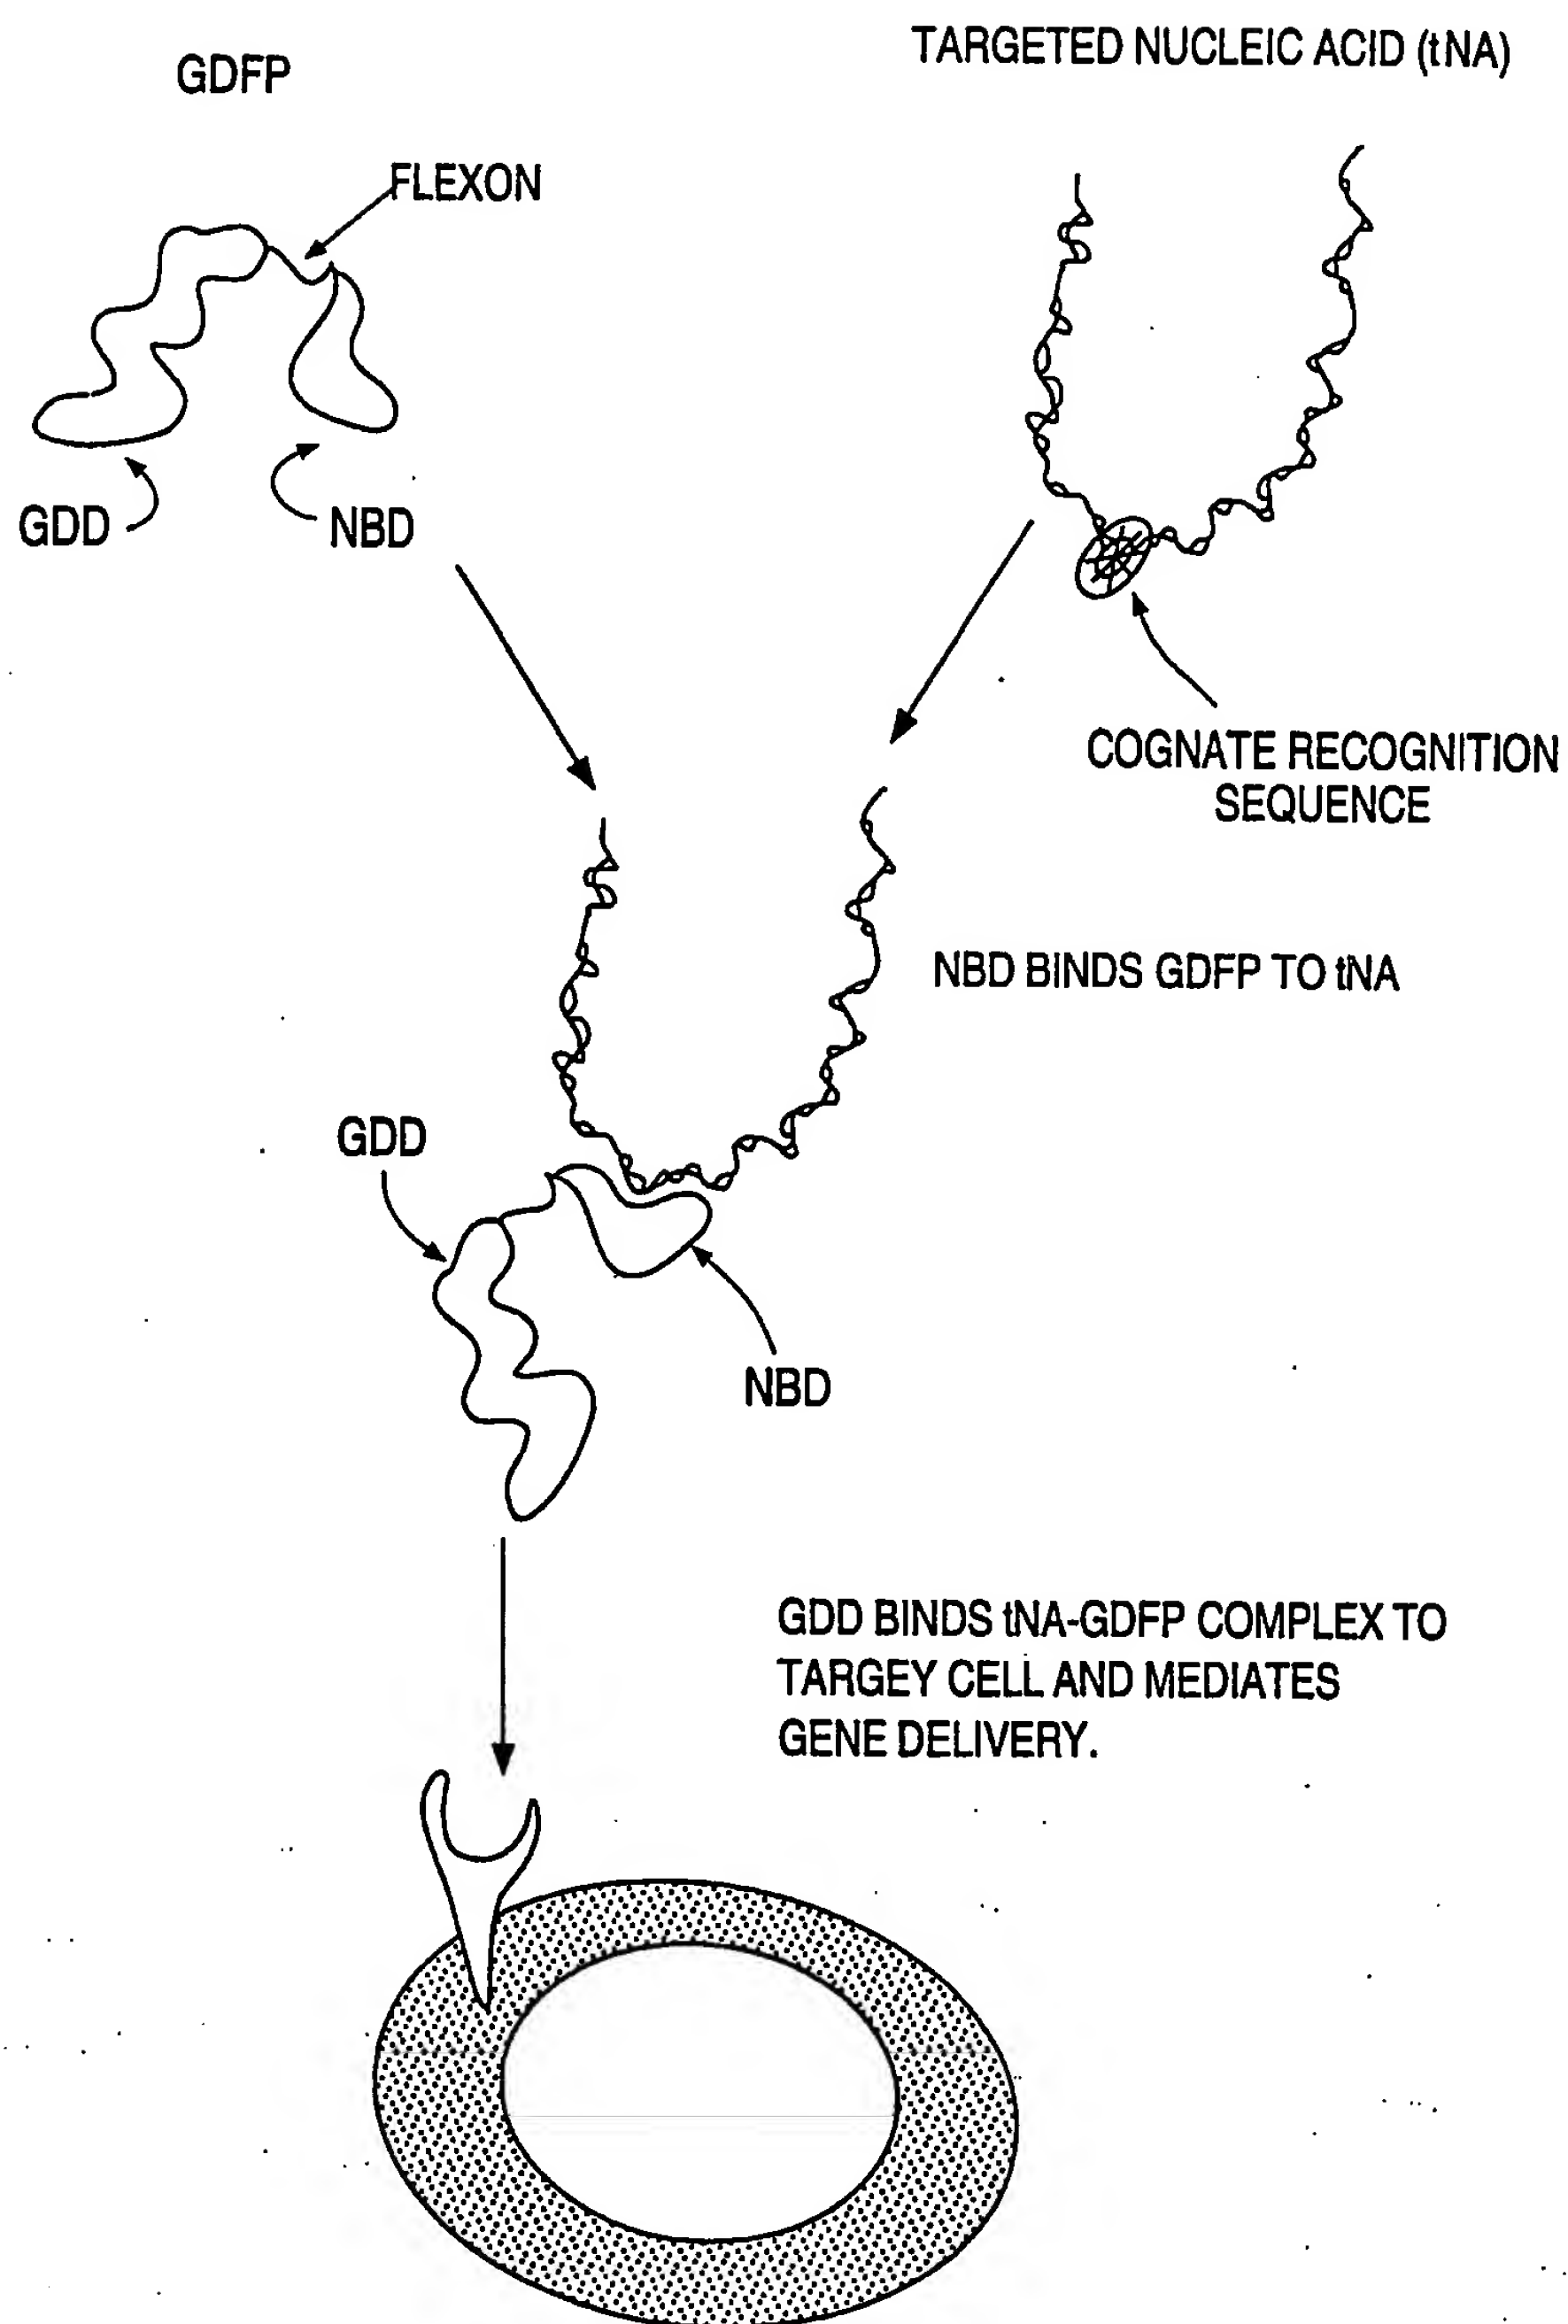 GDFP
TARGETED NUCLEIC ACID (tNA)
FLEXON
GDD
NBD
COGNATE RECOGNITION
SEQUENCE
NBD BINDS GDFP TO tNA
GDD
NBD
GDD BINDS tNA-GDFP COMPLEX TO
TARGEY CELL AND MEDIATES
GENE DELIVERY.